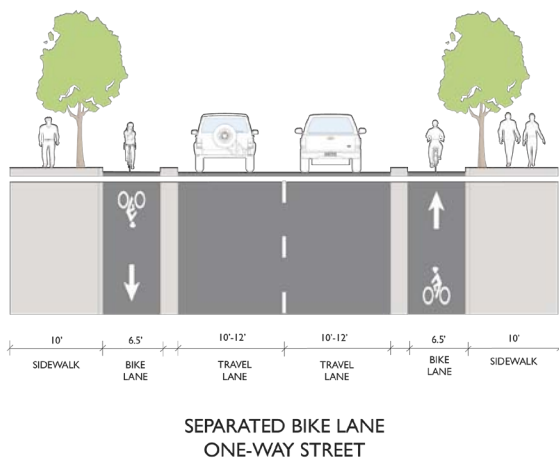 10' 6.5' 10'-12' 10'-12' 6.5' 10'
SIDEWALK BIKE LANE TRAVEL LANE TRAVEL LANE BIKE LANE SIDEWALK
SEPARATED BIKE LANE
ONE-WAY STREET